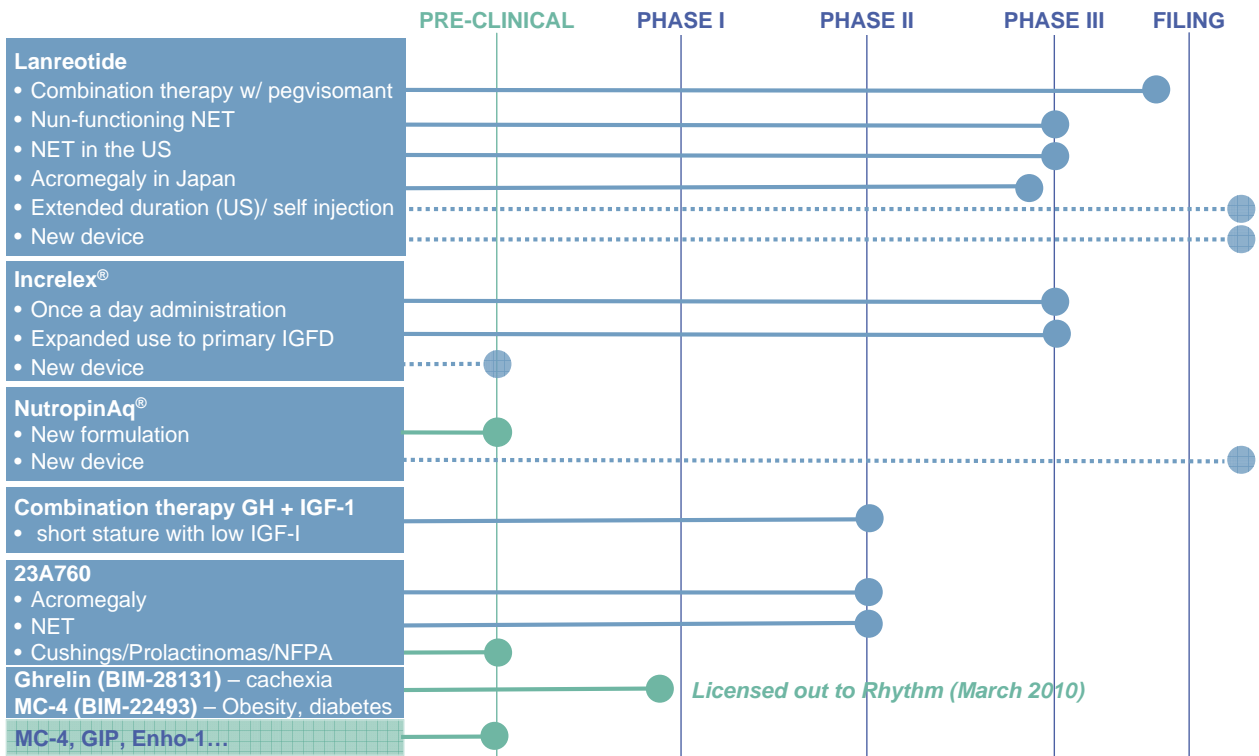 PRE-CLINICAL PHASE I PHASE II PHASE III FILING
Lanreotide
• Combination therapy w/ pegvisomant
• Nun-functioning NET
• NET in the US
• Acromegaly in Japan
• Extended duration (US)/ self injection
• New device
Increlex®
• Once a day administration
• Expanded use to primary IGFD
• New device
NutropinAq®
• New formulation
• New device
Combination therapy GH + IGF-1
• short stature with low IGF-I
23A760
• Acromegaly
• NET
• Cushings/Prolactinomas/NFPA
Ghrelin (BIM-28131) – cachexia
MC-4 (BIM-22493) – Obesity, diabetes
Licensed out to Rhythm (March 2010)
MC-4, GIP, Enho-1…